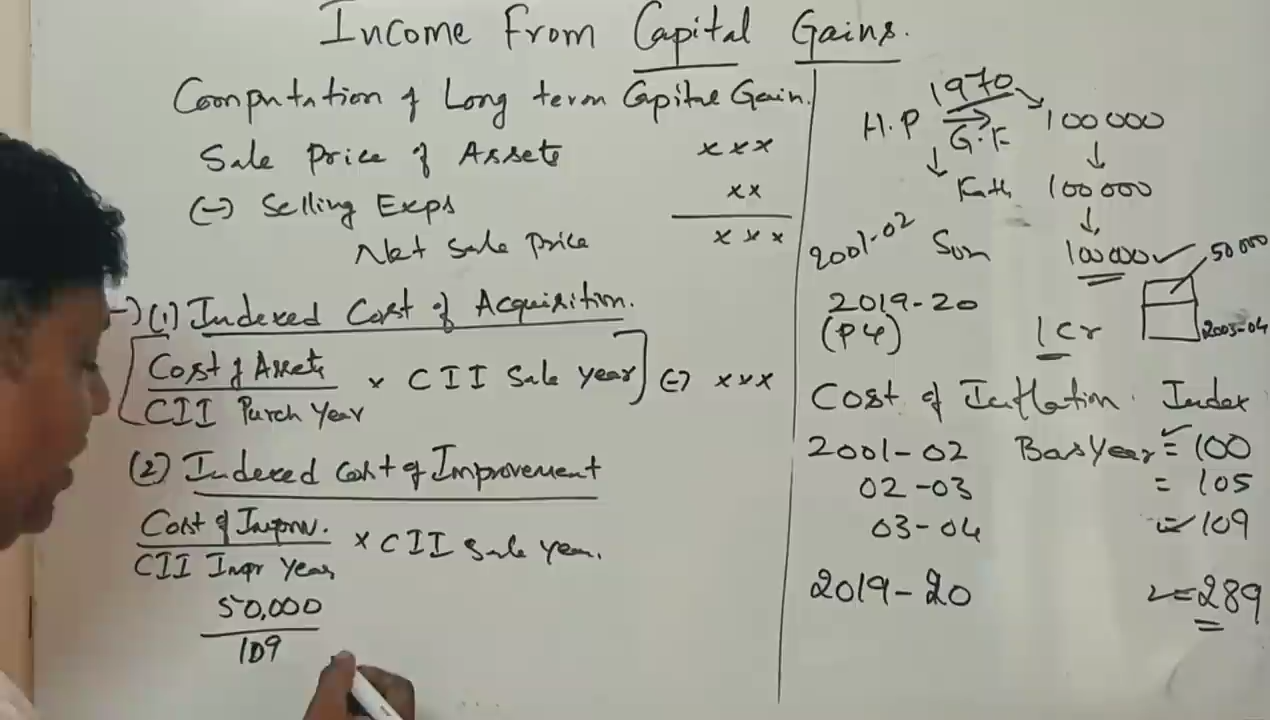 Income From Capital Gains.
Computation of Long term Capital Gain.
Sale Price of Assets xxx
(-) Selling Exps xx
Net Sale Price xxx
-) (1) Indexed Cost of Acquisition.
[Cost of Assets / CII Purch Year x CII Sale Year] (-) xxx
(2) Indexed Cost of Improvement
Cost of Improv. / CII Impr Year x CII Sale Year.
50,000
109
1970
H.P G.F 100000
Fath 100000
2001-02 Son 100000 50000
2019-20 2003-04
(P4) 1 Cr
Cost of Inflation Index
2001-02 Bas Year = 100
02-03 = 105
03-04 = 109
2019-20 = 289